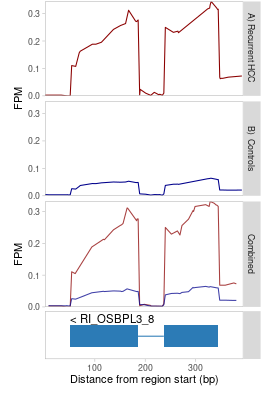 0.3
0.2
0.1
0.0
A) Recurrent HCC
FPM
0.3
0.2
0.1
0.0
B) Controls
0.3
0.2
0.1
0.0
Combined
FPM
< RI_OSBPL3_8
100 200 300
Distance from region start (bp)